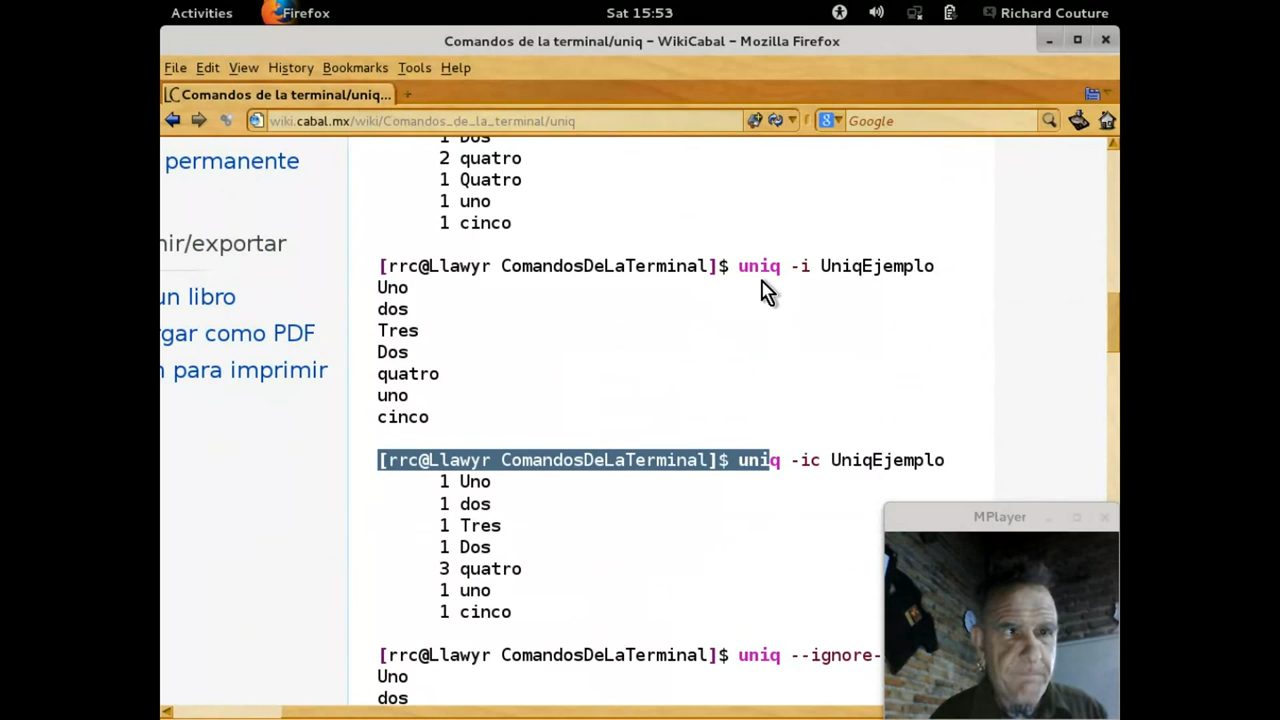 Activities Firefox Sat 15:53 Richard Couture
Comandos de la terminal/uniq - WikiCabal - Mozilla Firefox
File Edit View History Bookmarks Tools Help
Comandos de la terminal/uniq...
wiki.cabal.mx/wiki/Comandos_de_la_terminal/uniq Google
1 Dos
permanente
2 quatro
1 Quatro
1 uno
1 cinco
nir/exportar
un libro
gar como PDF
para imprimir
[rrc@Llawyr ComandosDeLaTerminal]$ uniq -i UniqEjemplo
Uno
dos
Tres
Dos
quatro
uno
cinco
[rrc@Llawyr ComandosDeLaTerminal]$ uniq -ic UniqEjemplo
1 Uno
1 dos
1 Tres
1 Dos
3 quatro
1 uno
1 cinco
[rrc@Llawyr ComandosDeLaTerminal]$ uniq --ignore-
Uno
dos
MPlayer